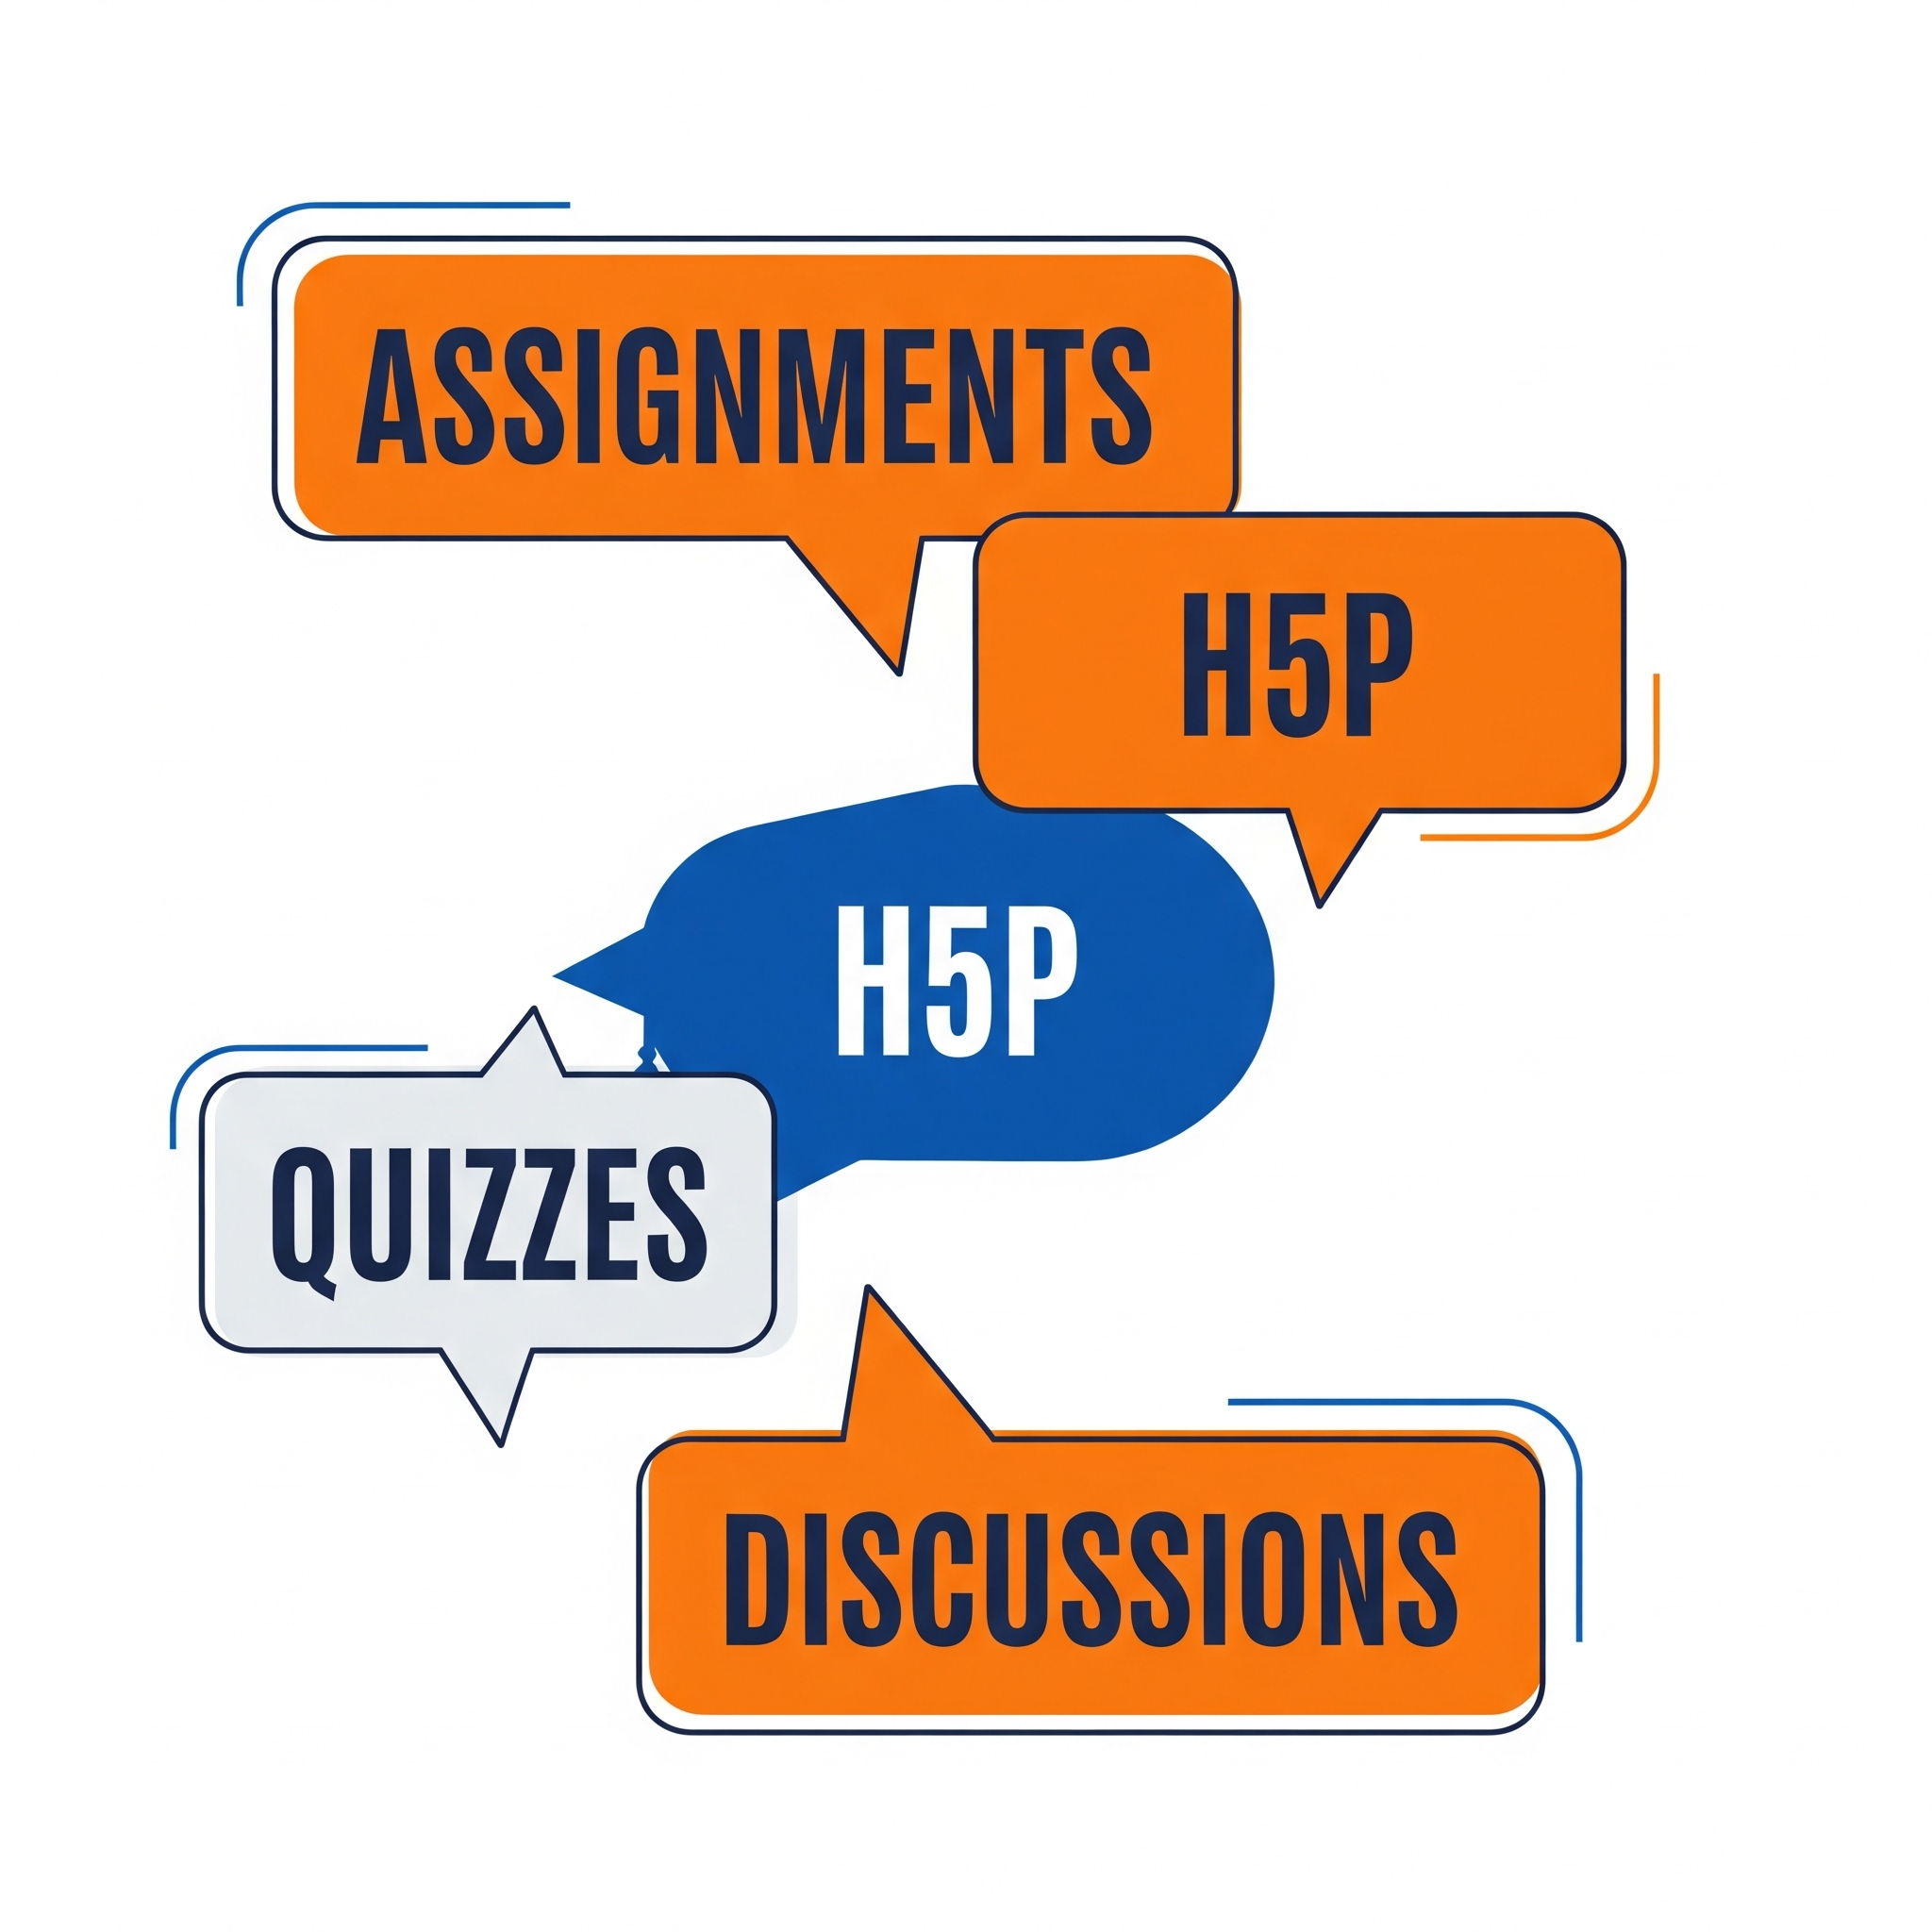 ASSIGNMENTS
H5P
H5P
QUIZZES
DISCUSSIONS